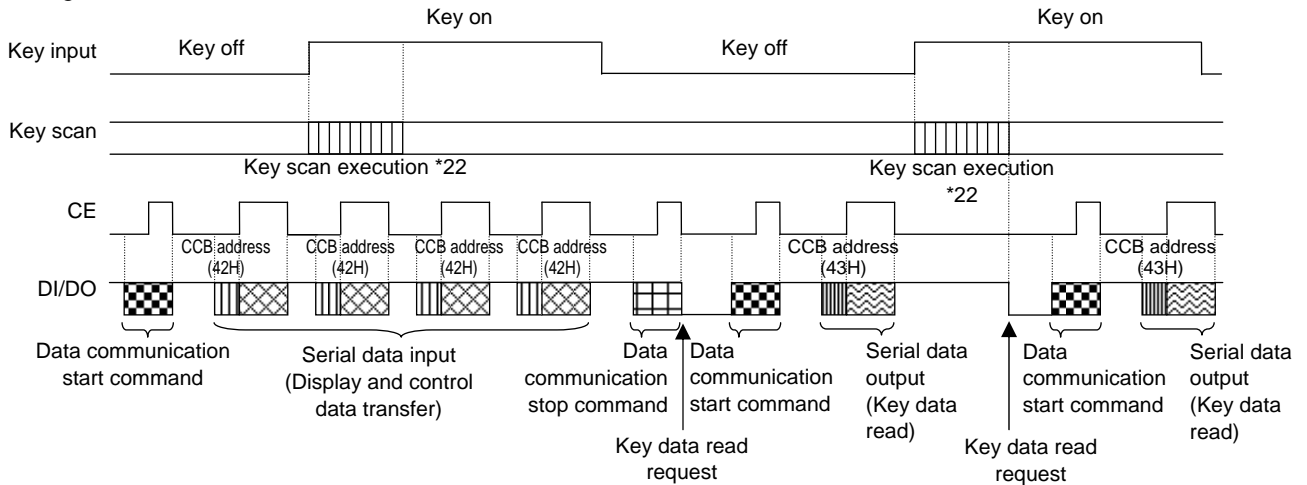 Key on
Key on
Key input
Key off
Key off
Key scan
Key scan execution *22
Key scan execution
*22
CE
CCB address
(42H)
CCB address
(42H)
CCB address
(42H)
CCB address
(42H)
CCB address
(43H)
CCB address
(43H)
DI/DO
Data communication
start command
Serial data input
(Display and control
data transfer)
Data
communication
stop command
Data
communication
start command
Serial data
output
(Key data
read)
Data
communication
start command
Serial data
output
(Key data
read)
Key data read
request
Key data read
request